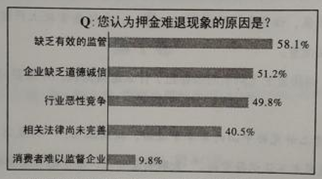 Q:您认为押金难退现象的原因是?
缺乏有效的监管 58.1%
企业缺乏道德诚信 51.2%
行业恶性竞争 49.8%
相关法律尚未完善 40.5%
消费者难以监督企业 9.8%